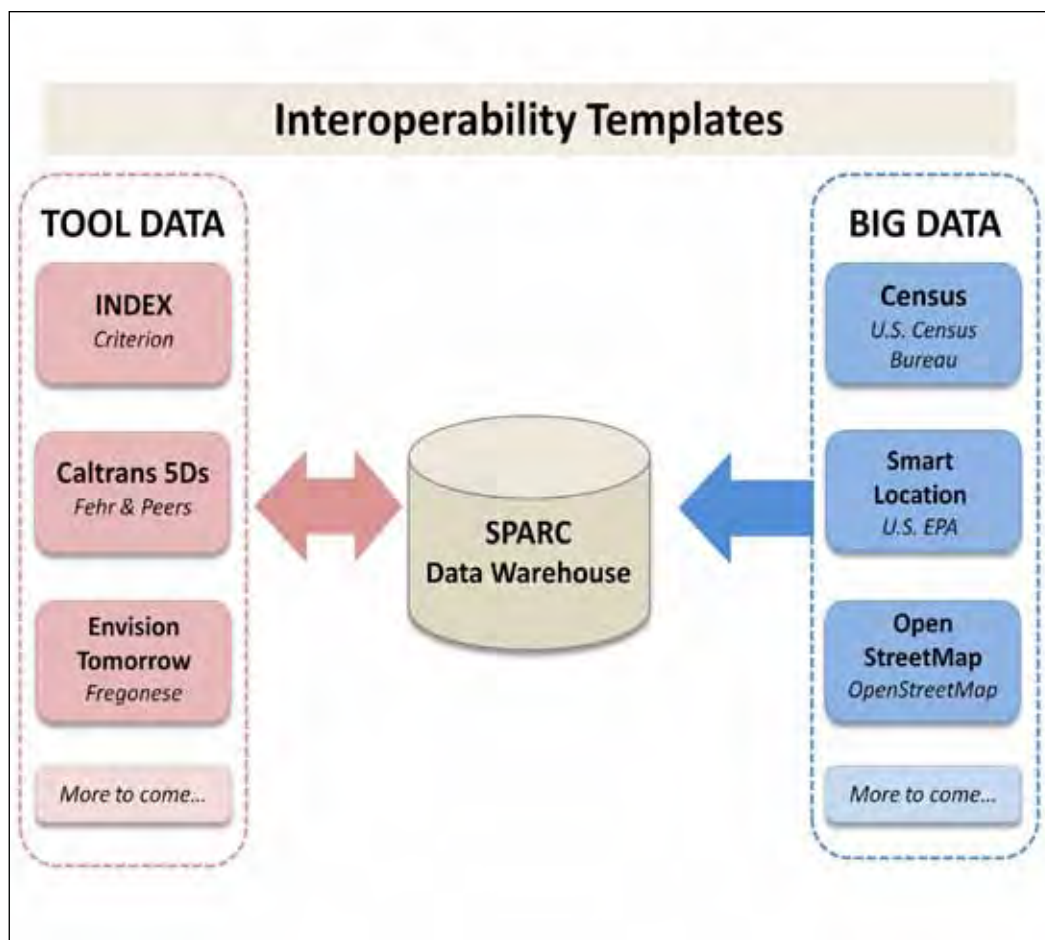 Interoperability Templates
TOOL DATA
INDEX
Criterion
Caltrans 5Ds
Fehr & Peers
Envision
Tomorrow
Fregonese
More to come...
SPARC
Data Warehouse
BIG DATA
Census
U.S. Census
Bureau
Smart
Location
U.S. EPA
Open
StreetMap
OpenStreetMap
More to come...